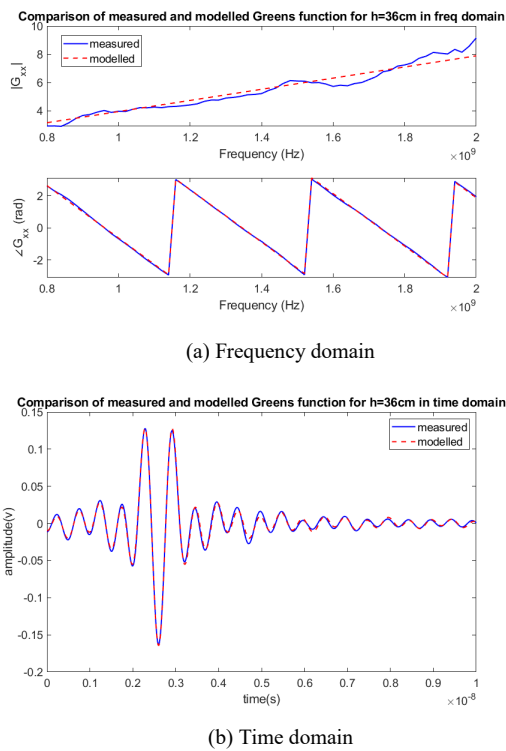 Comparison of measured and modelled Greens function for h=36cm in freq domain
10
8
6
4
|G_xx|
measured
modelled
0.8 1 1.2 1.4 1.6 1.8 2
Frequency (Hz)
×10^9
2
0
-2
∠G_xx (rad)
0.8 1 1.2 1.4 1.6 1.8 2
Frequency (Hz)
×10^9
(a) Frequency domain
Comparison of measured and modelled Greens function for h=36cm in time domain
0.15
0.1
0.05
0
-0.05
-0.1
-0.15
-0.2
amplitude(v)
measured
modelled
0 0.1 0.2 0.3 0.4 0.5 0.6 0.7 0.8 0.9 1
time(s)
×10^-8
(b) Time domain